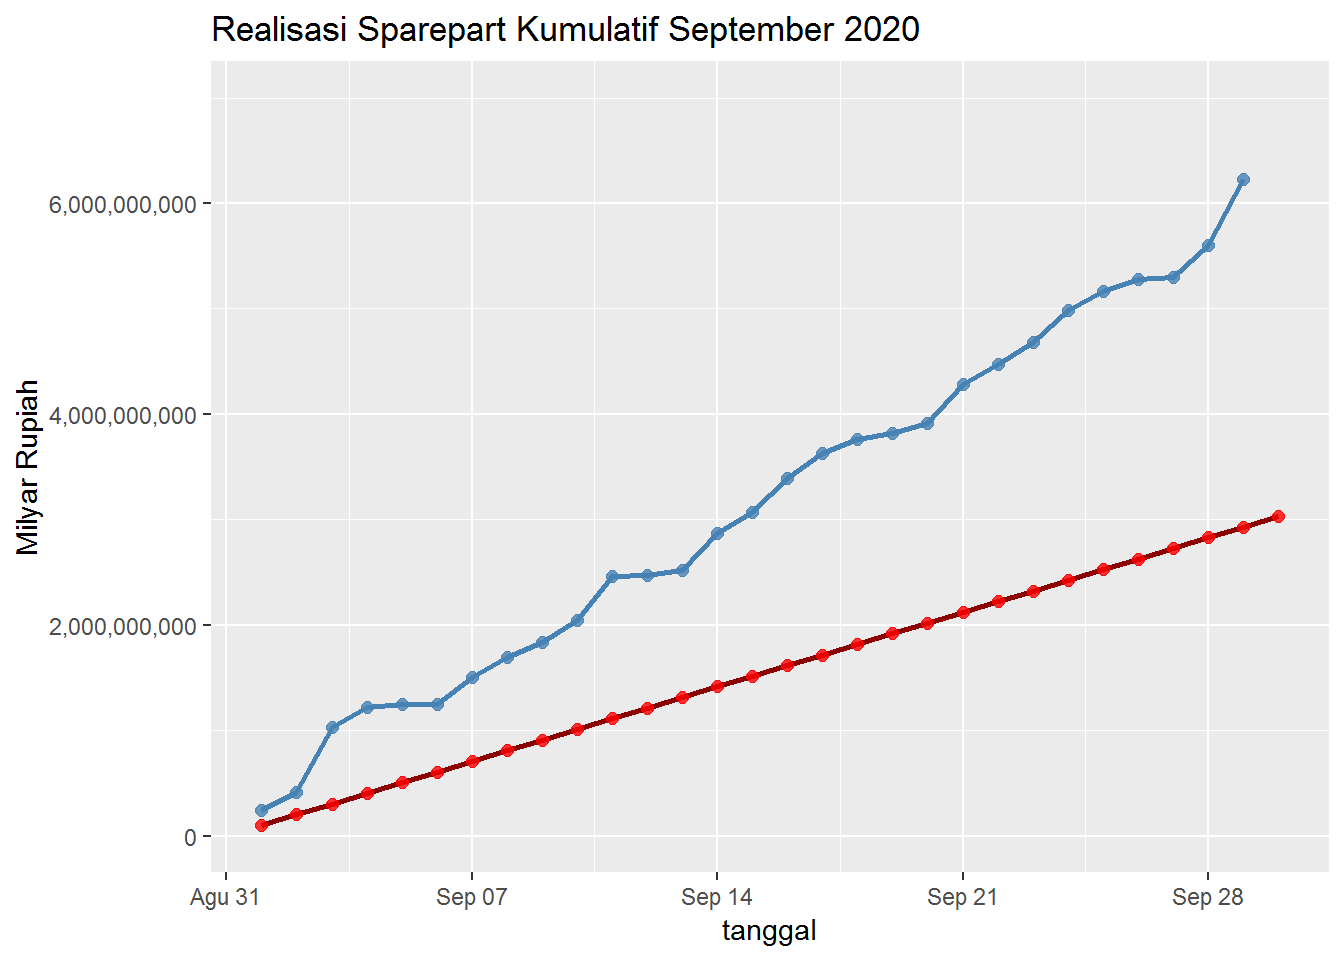 Realisasi Sparepart Kumulatif September 2020
Milyar Rupiah
6,000,000,000
4,000,000,000
2,000,000,000
0
Agu 31
Sep 07
Sep 14
Sep 21
Sep 28
tanggal